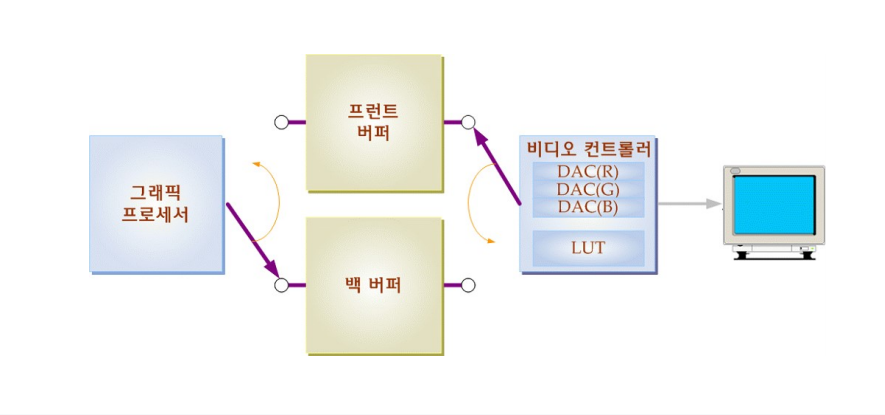 그래픽
프로세서
프런트
버퍼
백 버퍼
비디오 컨트롤러
DAC(R)
DAC(G)
DAC(B)
LUT